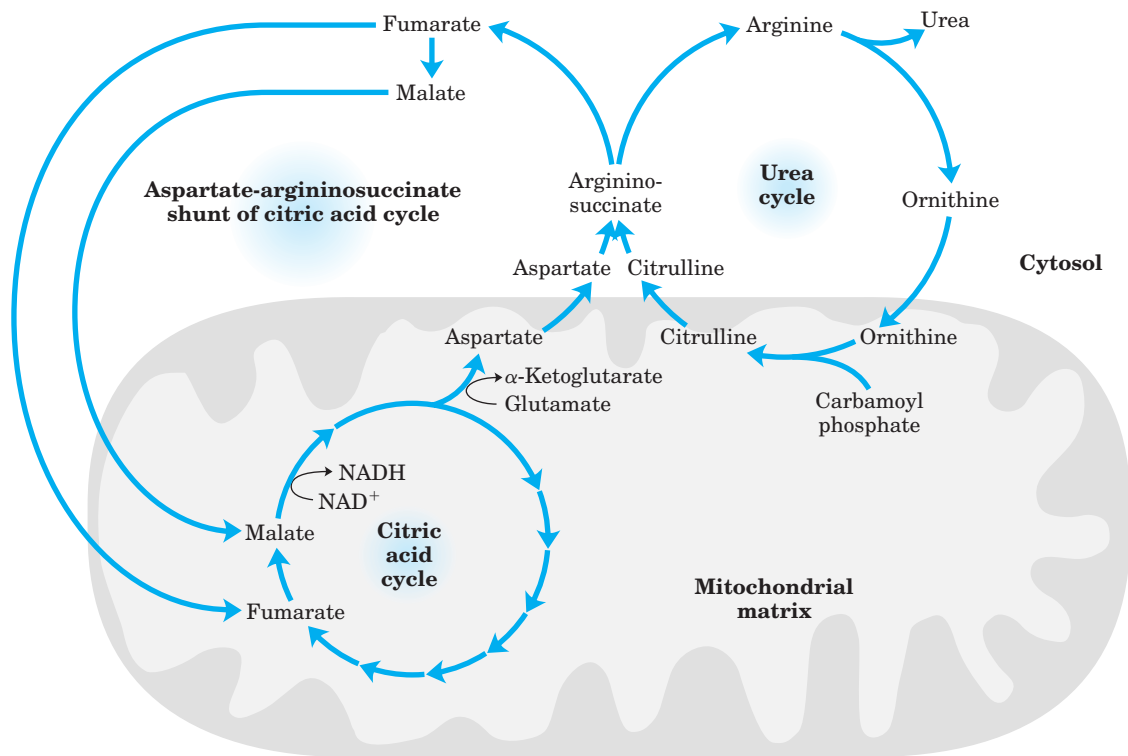 Fumarate
Arginine
Urea
Malate
Aspartate-argininosuccinate
shunt of citric acid cycle
Arginino-
succinate
Urea
cycle
Ornithine
Cytosol
Aspartate
Citrulline
Aspartate
Citrulline
Ornithine
α-Ketoglutarate
Glutamate
Carbamoyl
phosphate
NADH
NAD⁺
Malate
Citric
acid
cycle
Fumarate
Mitochondrial
matrix